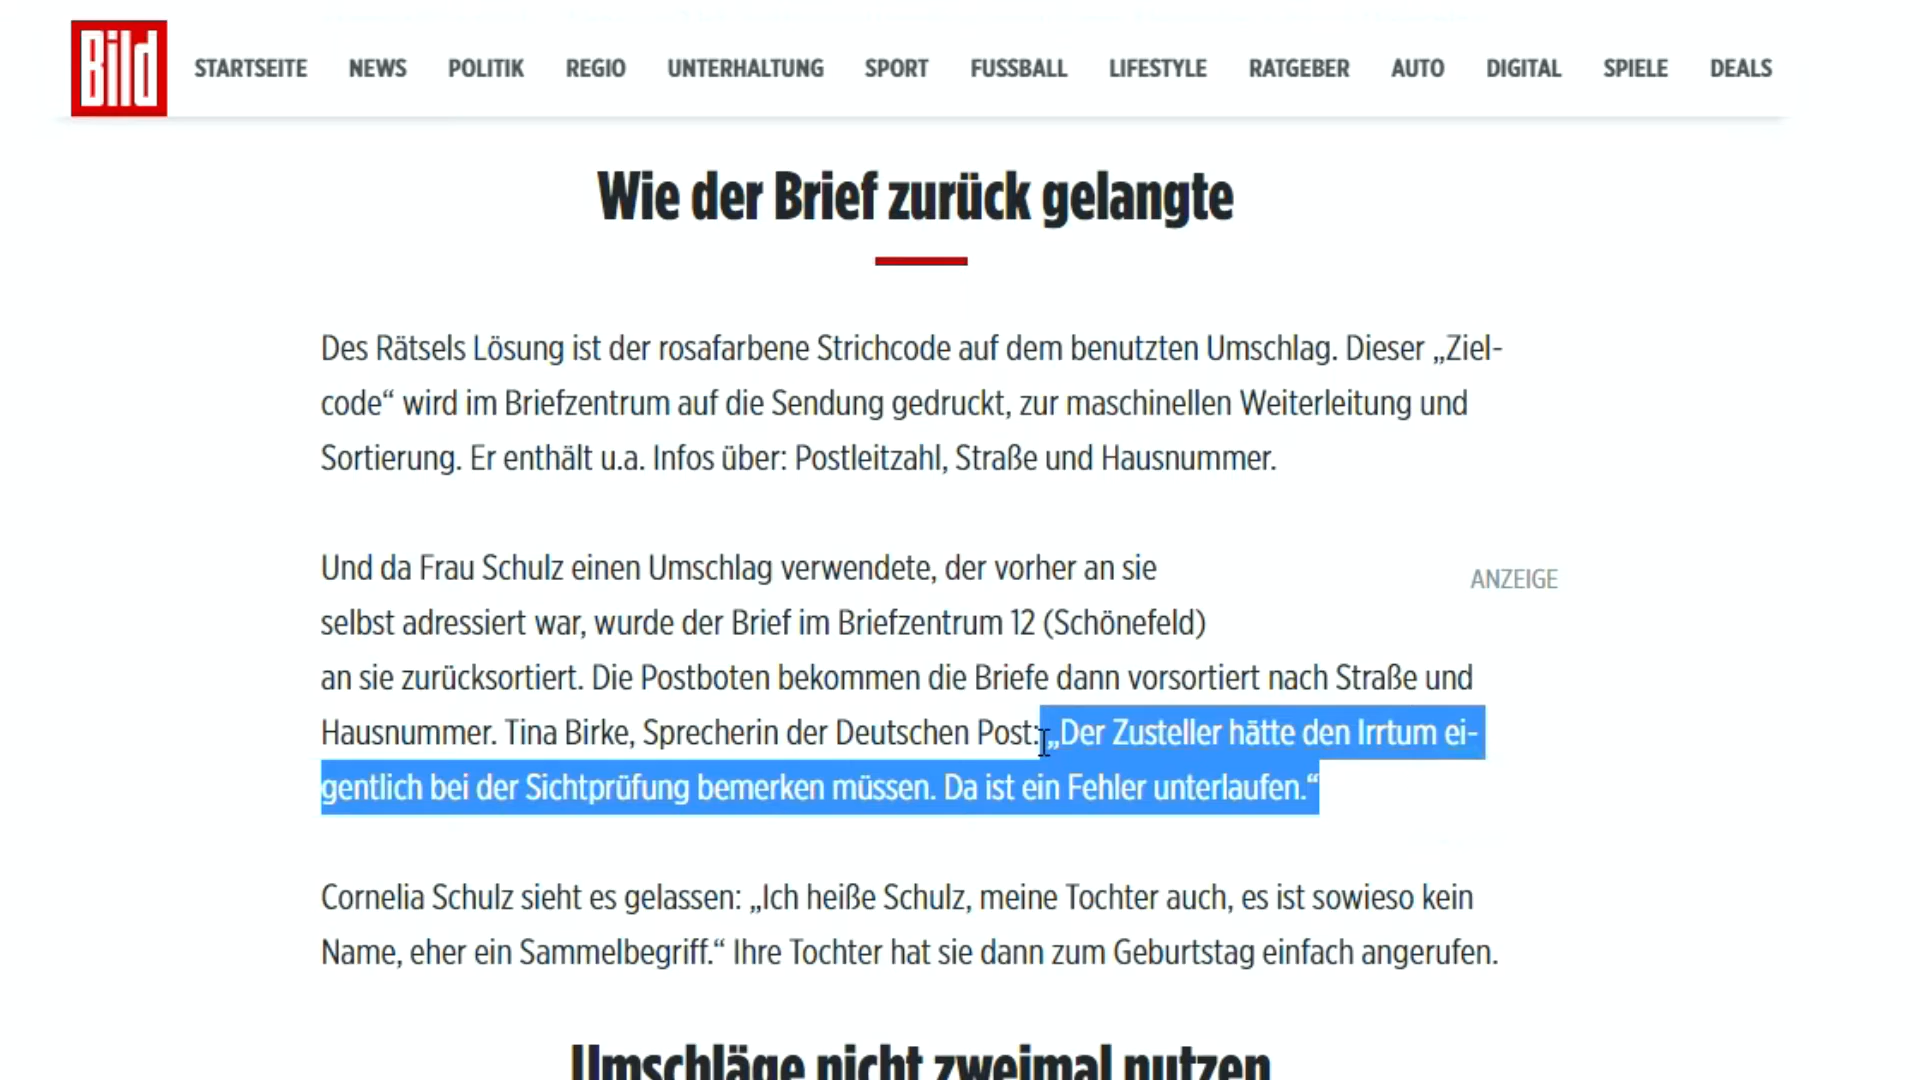 Bild
STARTSEITE NEWS POLITIK REGIO UNTERHALTUNG SPORT FUSSBALL LIFESTYLE RATGEBER AUTO DIGITAL SPIELE DEALS
Wie der Brief zurück gelangte
Des Rätsels Lösung ist der rosafarbene Strichcode auf dem benutzten Umschlag. Dieser „Ziel-
code“ wird im Briefzentrum auf die Sendung gedruckt, zur maschinellen Weiterleitung und
Sortierung. Er enthält u.a. Infos über: Postleitzahl, Straße und Hausnummer.
Und da Frau Schulz einen Umschlag verwendete, der vorher an sie
ANZEIGE
selbst adressiert war, wurde der Brief im Briefzentrum 12 (Schönefeld)
an sie zurücksortiert. Die Postboten bekommen die Briefe dann vorsortiert nach Straße und
Hausnummer. Tina Birke, Sprecherin der Deutschen Post: „Der Zusteller hätte den Irrtum ei-
gentlich bei der Sichtprüfung bemerken müssen. Da ist ein Fehler unterlaufen.“
Cornelia Schulz sieht es gelassen: „Ich heiße Schulz, meine Tochter auch, es ist sowieso kein
Name, eher ein Sammelbegriff.“ Ihre Tochter hat sie dann zum Geburtstag einfach angerufen.
Umschläge nicht zweimal nutzen